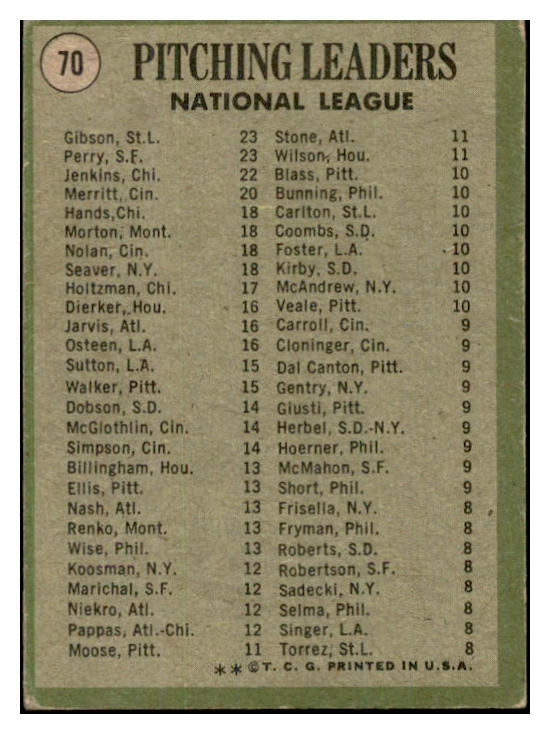 70
PITCHING LEADERS
NATIONAL LEAGUE
Gibson, St.L. 23 Stone, Atl. 11
Perry, S.F. 23 Wilson, Hou. 11
Jenkins, Chi. 22 Blass, Pitt. 10
Merritt, Cin. 20 Bunning, Phil. 10
Hands,Chi. 18 Carlton, St.L. 10
Morton, Mont. 18 Coombs, S.D. 10
Nolan, Cin. 18 Foster, L.A. 10
Seaver, N.Y. 18 Kirby, S.D. 10
Holtzman, Chi. 17 McAndrew, N.Y. 10
Dierker, Hou. 16 Veale, Pitt. 10
Jarvis, Atl. 16 Carroll, Cin. 9
Osteen, L.A. 16 Cloninger, Cin. 9
Sutton, L.A. 15 Dal Canton, Pitt. 9
Walker, Pitt. 15 Gentry, N.Y. 9
Dobson, S.D. 14 Giusti, Pitt. 9
McGlothlin, Cin. 14 Herbel, S.D.-N.Y. 9
Simpson, Cin. 14 Hoerner, Phil. 9
Billingham, Hou. 13 McMahon, S.F. 9
Ellis, Pitt. 13 Short, Phil. 9
Nash, Atl. 13 Frisella, N.Y. 8
Renko, Mont. 13 Fryman, Phil. 8
Wise, Phil. 13 Roberts, S.D. 8
Koosman, N.Y. 12 Robertson, S.F. 8
Marichal, S.F. 12 Sadecki, N.Y. 8
Niekro, Atl. 12 Selma, Phil. 8
Pappas, Atl.-Chi. 12 Singer, L.A. 8
Moose, Pitt. 11 Torrez, St.L. 8
** © T. C. G. PRINTED IN U.S.A.